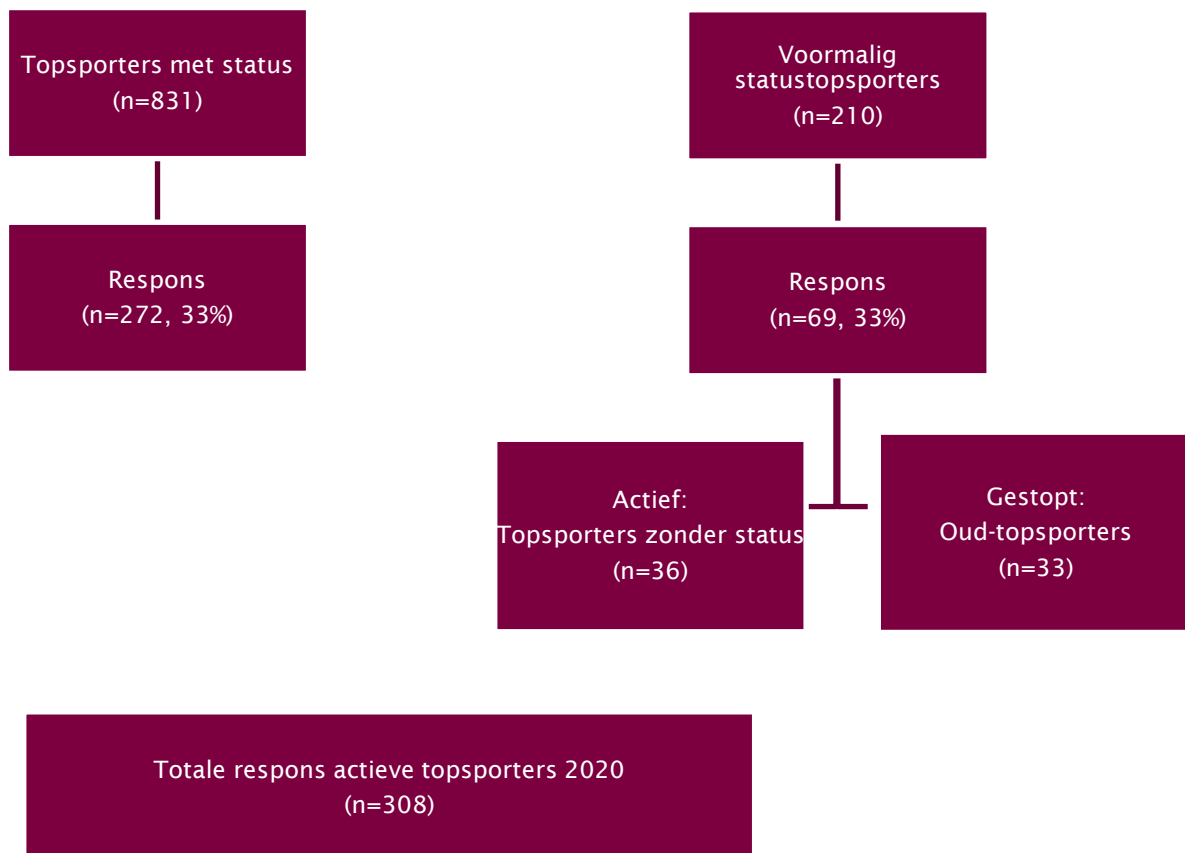 Topsporters met status
(n=831)
Voormalig
statustopsporters
(n=210)
Respons
(n=272, 33%)
Respons
(n=69, 33%)
Actief:
Topsporters zonder status
(n=36)
Gestopt:
Oud-topsporters
(n=33)
Totale respons actieve topsporters 2020
(n=308)